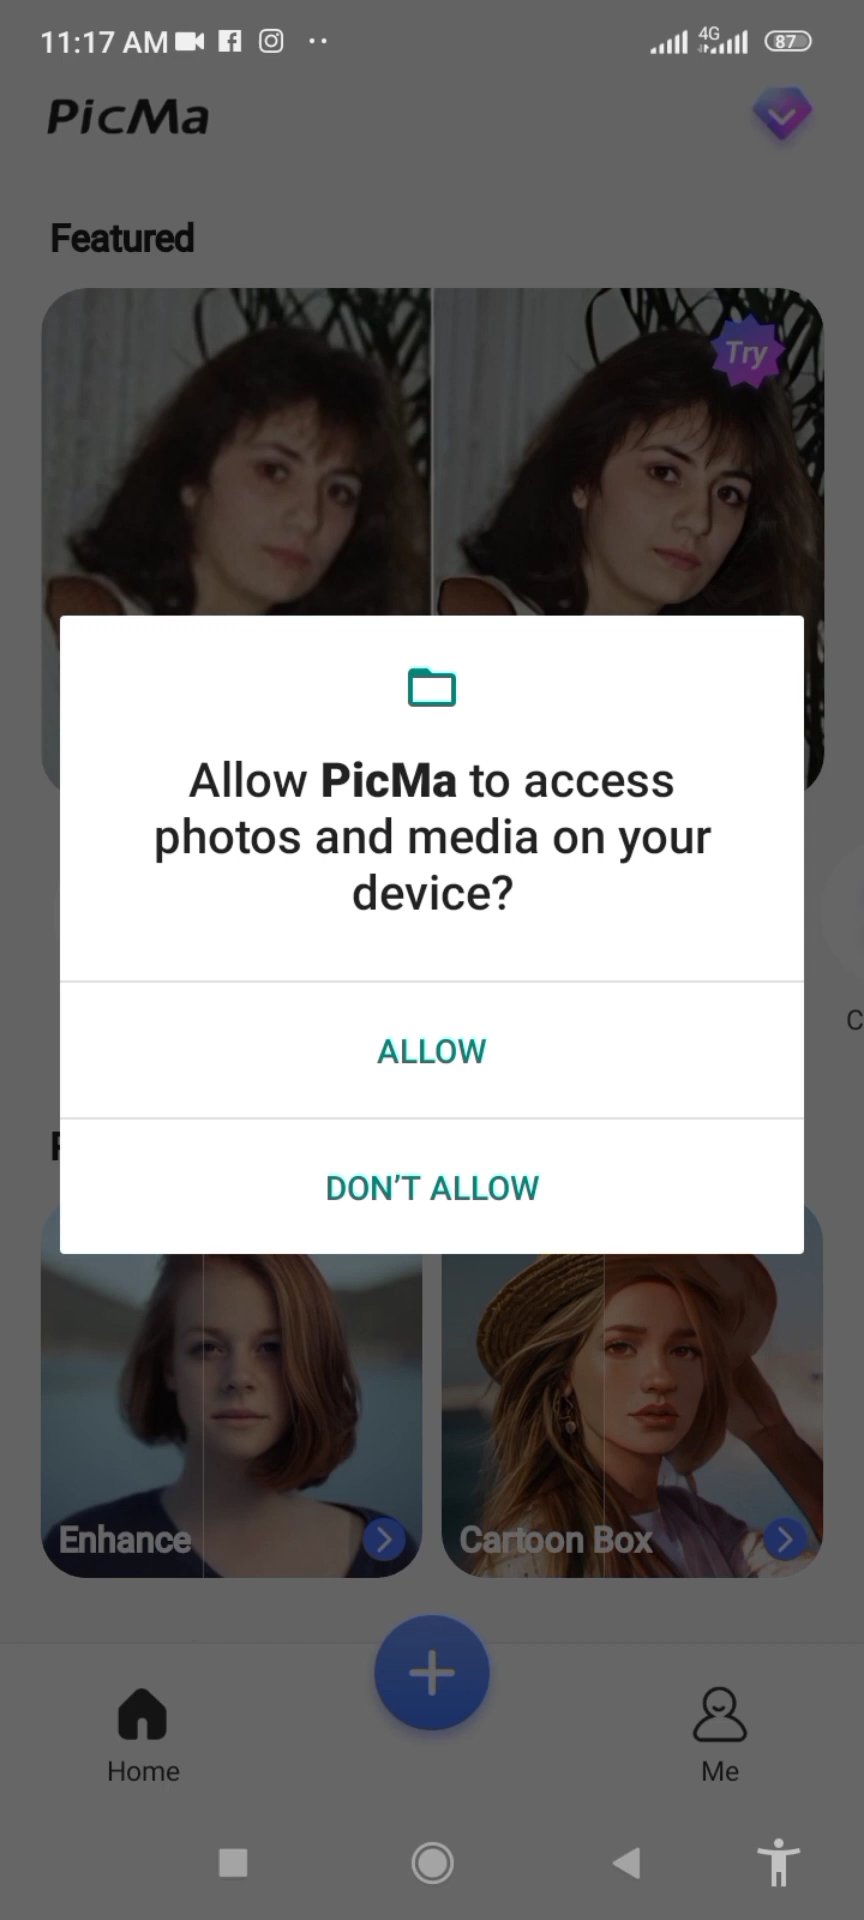 11:17 AM
4G
87
PicMa
Featured
Try
Allow PicMa to access
photos and media on your
device?
ALLOW
DON'T ALLOW
Enhance
Cartoon Box
Home
Me